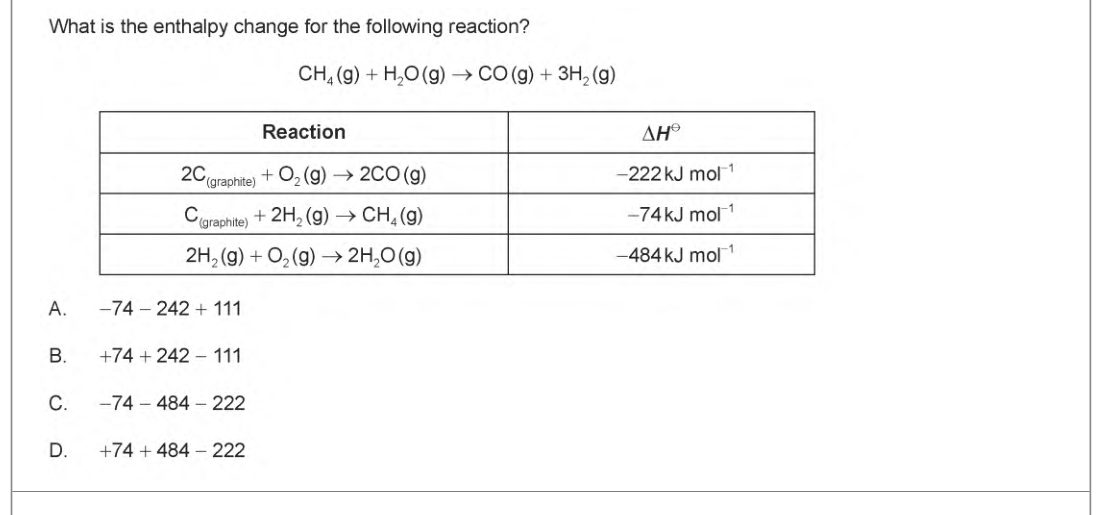 What is the enthalpy change for the following reaction?
CH₄(g) + H₂O(g) → CO(g) + 3H₂(g)
Reaction ΔH⊖
2C(graphite) + O₂(g) → 2CO(g) −222 kJ mol⁻¹
C(graphite) + 2H₂(g) → CH₄(g) −74 kJ mol⁻¹
2H₂(g) + O₂(g) → 2H₂O(g) −484 kJ mol⁻¹
A. −74 − 242 + 111
B. +74 + 242 − 111
C. −74 − 484 − 222
D. +74 + 484 − 222